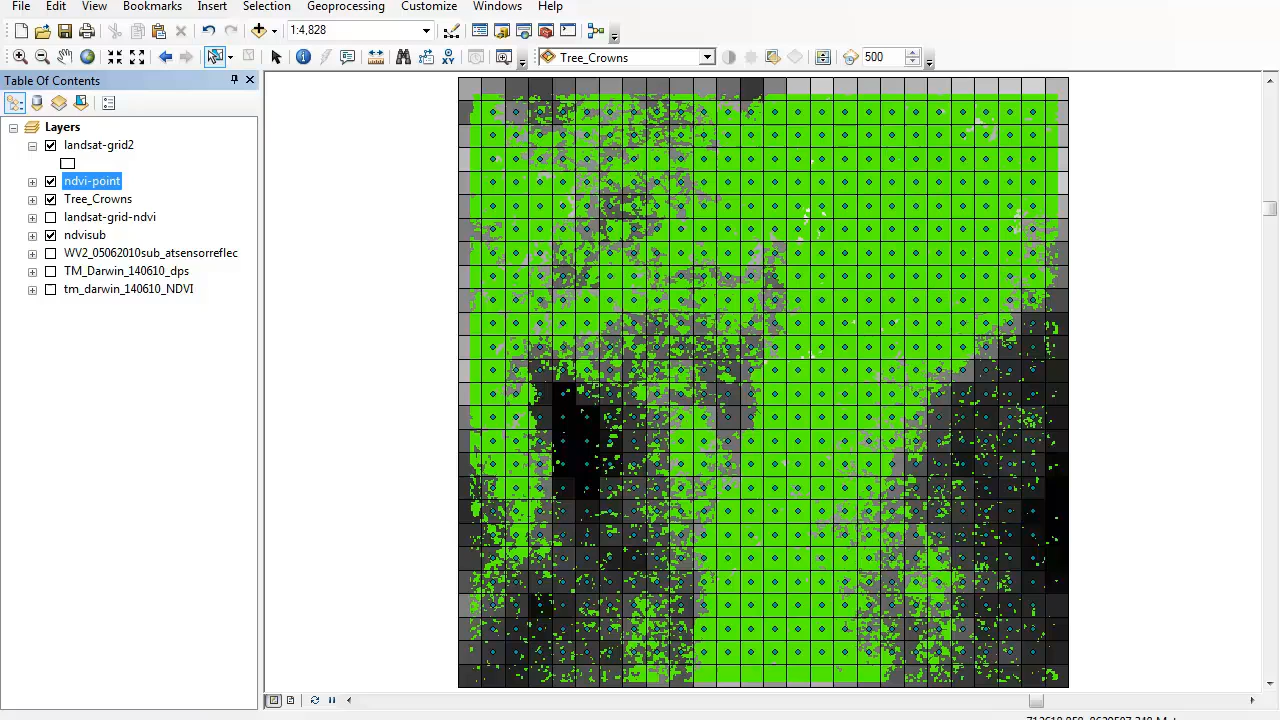 File Edit View Bookmarks Insert Selection Geoprocessing Customize Windows Help
1:4,828
Tree_Crowns 500
Table Of Contents
Layers
landsat-grid2
ndvi-point
Tree_Crowns
landsat-grid-ndvi
ndvisub
WV2_05062010sub_atsensorreflec
TM_Darwin_140610_dps
tm_darwin_140610_NDVI